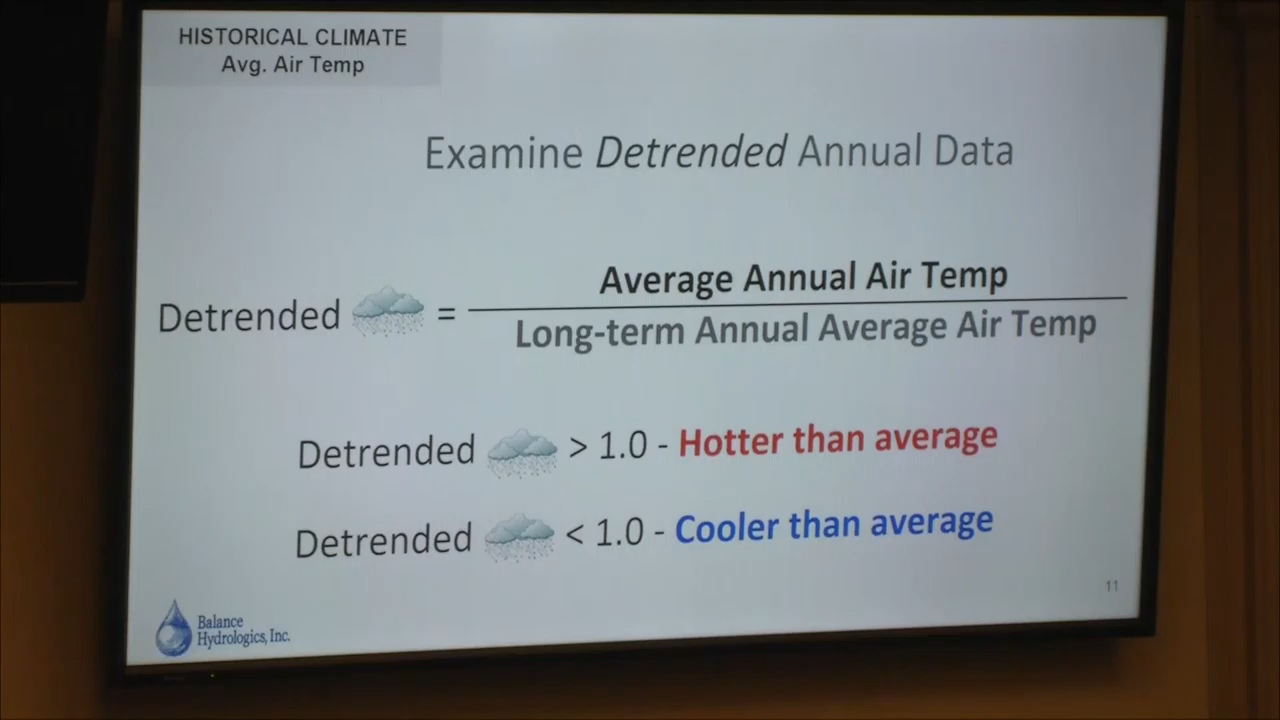 HISTORICAL CLIMATE
Avg. Air Temp
Examine Detrended Annual Data
Detrended = Average Annual Air Temp
Long-term Annual Average Air Temp
Detrended > 1.0 - Hotter than average
Detrended < 1.0 - Cooler than average
11
Balance
Hydrologics, Inc.